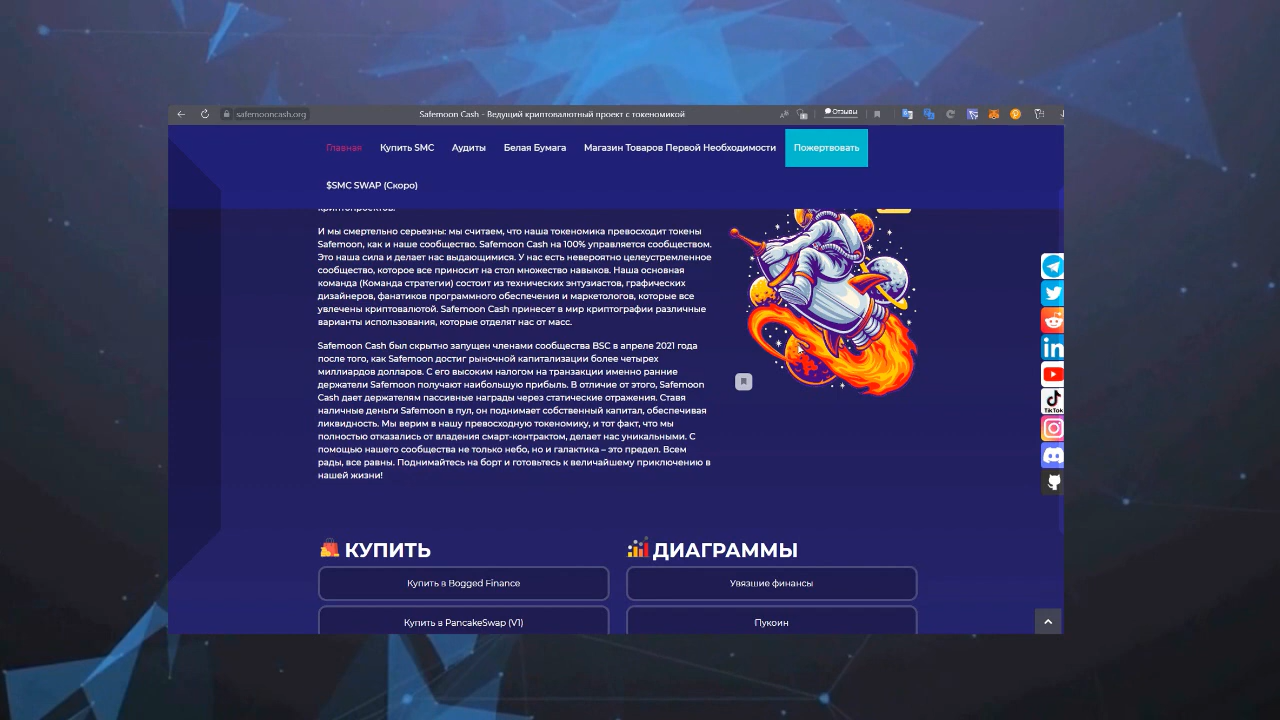 safemooncash.org
Safemoon Cash - Ведущий криптовалютный проект с токеномикой
Отзывы
Главная
Купить SMC
Аудиты
Белая Бумага
Магазин Товаров Первой Необходимости
Пожертвовать
$SMC SWAP (Скоро)
криптопроектов.
И мы смертельно серьезны: мы считаем, что наша токеномика превосходит токены
Safemoon, как и наше сообщество. Safemoon Cash на 100% управляется сообществом.
Это наша сила и делает нас выдающимися. У нас есть невероятно целеустремленное
сообщество, которое все приносит на стол множество навыков. Наша основная
команда (Команда стратегии) состоит из технических энтузиастов, графических
дизайнеров, фанатиков программного обеспечения и маркетологов, которые все
увлечены криптовалютой. Safemoon Cash принесет в мир криптографии различные
варианты использования, которые отделят нас от масс.
Safemoon Cash был скрытно запущен членами сообщества BSC в апреле 2021 года
после того, как Safemoon достиг рыночной капитализации более четырех
миллиардов долларов. С его высоким налогом на транзакции именно ранние
держатели Safemoon получают наибольшую прибыль. В отличие от этого, Safemoon
Cash дает держателям пассивные награды через статические отражения. Ставя
наличные деньги Safemoon в пул, он поднимает собственный капитал, обеспечивая
ликвидность. Мы верим в нашу превосходную токеномику, и тот факт, что мы
полностью отказались от владения смарт-контрактом, делает нас уникальными. С
помощью нашего сообщества не только небо, но и галактика – это предел. Всем
рады, все равны. Поднимайтесь на борт и готовьтесь к величайшему приключению в
нашей жизни!
TikTok
КУПИТЬ
ДИАГРАММЫ
Купить в Bogged Finance
Увязшие финансы
Купить в PancakeSwap (V1)
Пукоин